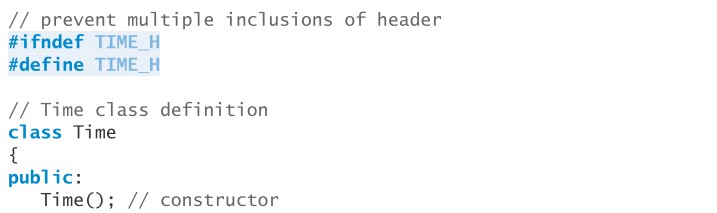 // prevent multiple inclusions of header
#ifndef TIME_H
#define TIME_H
// Time class definition
class Time
{
public:
Time(); // constructor